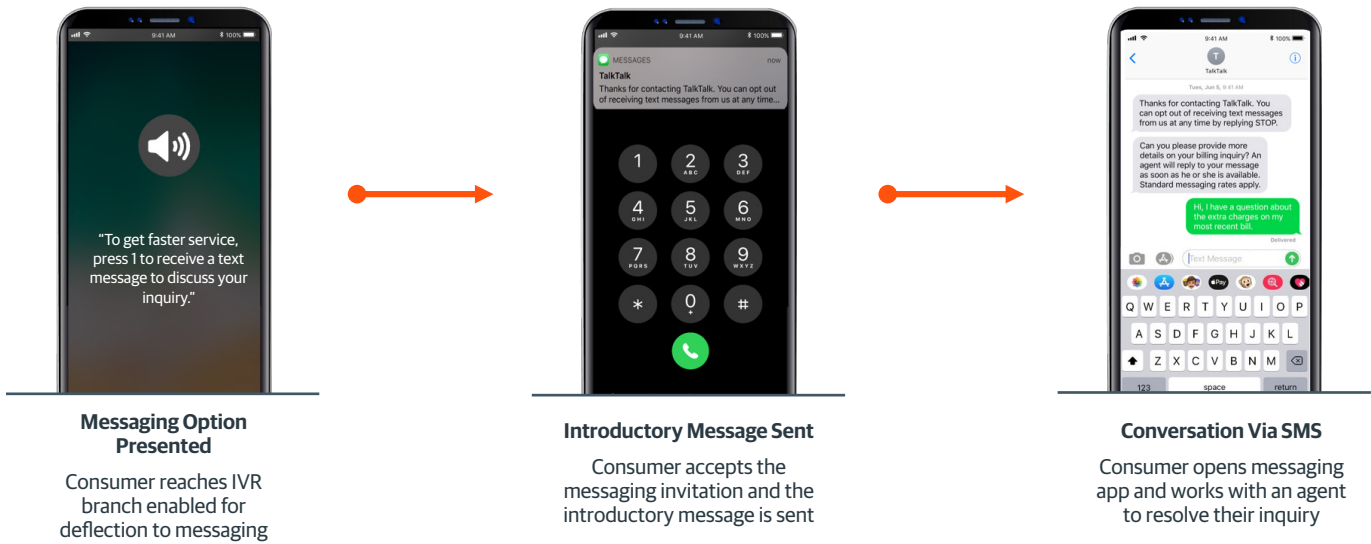 9:41 AM
100%
“To get faster service,
press 1 to receive a text
message to discuss your
inquiry.”
Messaging Option
Presented
Consumer reaches IVR
branch enabled for
deflection to messaging
9:41 AM
100%
MESSAGES
now
TalkTalk
Thanks for contacting TalkTalk. You can opt out
of receiving text messages from us at any time...
1 2 3
ABC DEF
4 5 6
GHI JKL MNO
7 8 9
PQRS TUV WXYZ
* 0 #
+
Introductory Message Sent
Consumer accepts the
messaging invitation and the
introductory message is sent
9:41 AM
100%
T
TalkTalk
Tues, Jun 5, 9:41 AM
Thanks for contacting TalkTalk. You
can opt out of receiving text messages
from us at any time by replying STOP.
Can you please provide more
details on your billing inquiry? An
agent will reply to your message
as soon as he or she is available.
Standard messaging rates apply.
Hi, I have a question about
the extra charges on my
most recent bill.
Delivered
Text Message
Pay
Q W E R T Y U I O P
A S D F G H J K L
Z X C V B N M
123 space return
Conversation Via SMS
Consumer opens messaging
app and works with an agent
to resolve their inquiry